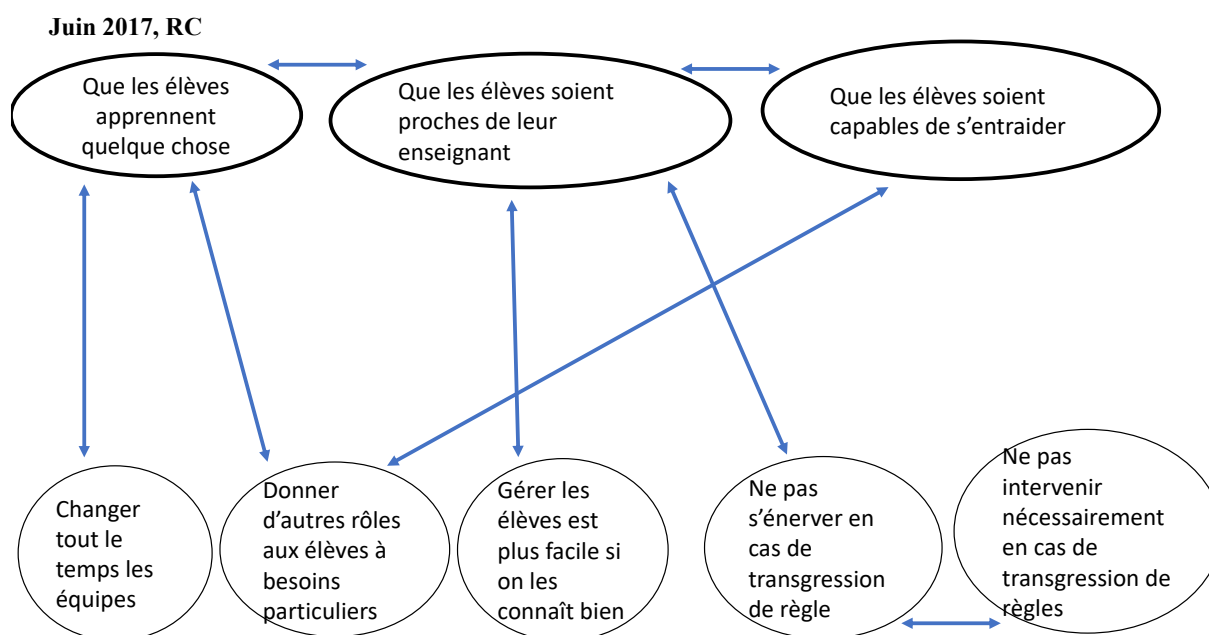 Juin 2017, RC
Que les élèves
apprennent
quelque chose
Que les élèves soient
proches de leur
enseignant
Que les élèves soient
capables de s’entraider
Changer
tout le
temps les
équipes
Donner
d’autres rôles
aux élèves à
besoins
particuliers
Gérer les
élèves est
plus facile si
on les
connaît bien
Ne pas
s’énerver en
cas de
transgression
de règle
Ne pas
intervenir
nécessairement
en cas de
transgression de
règles